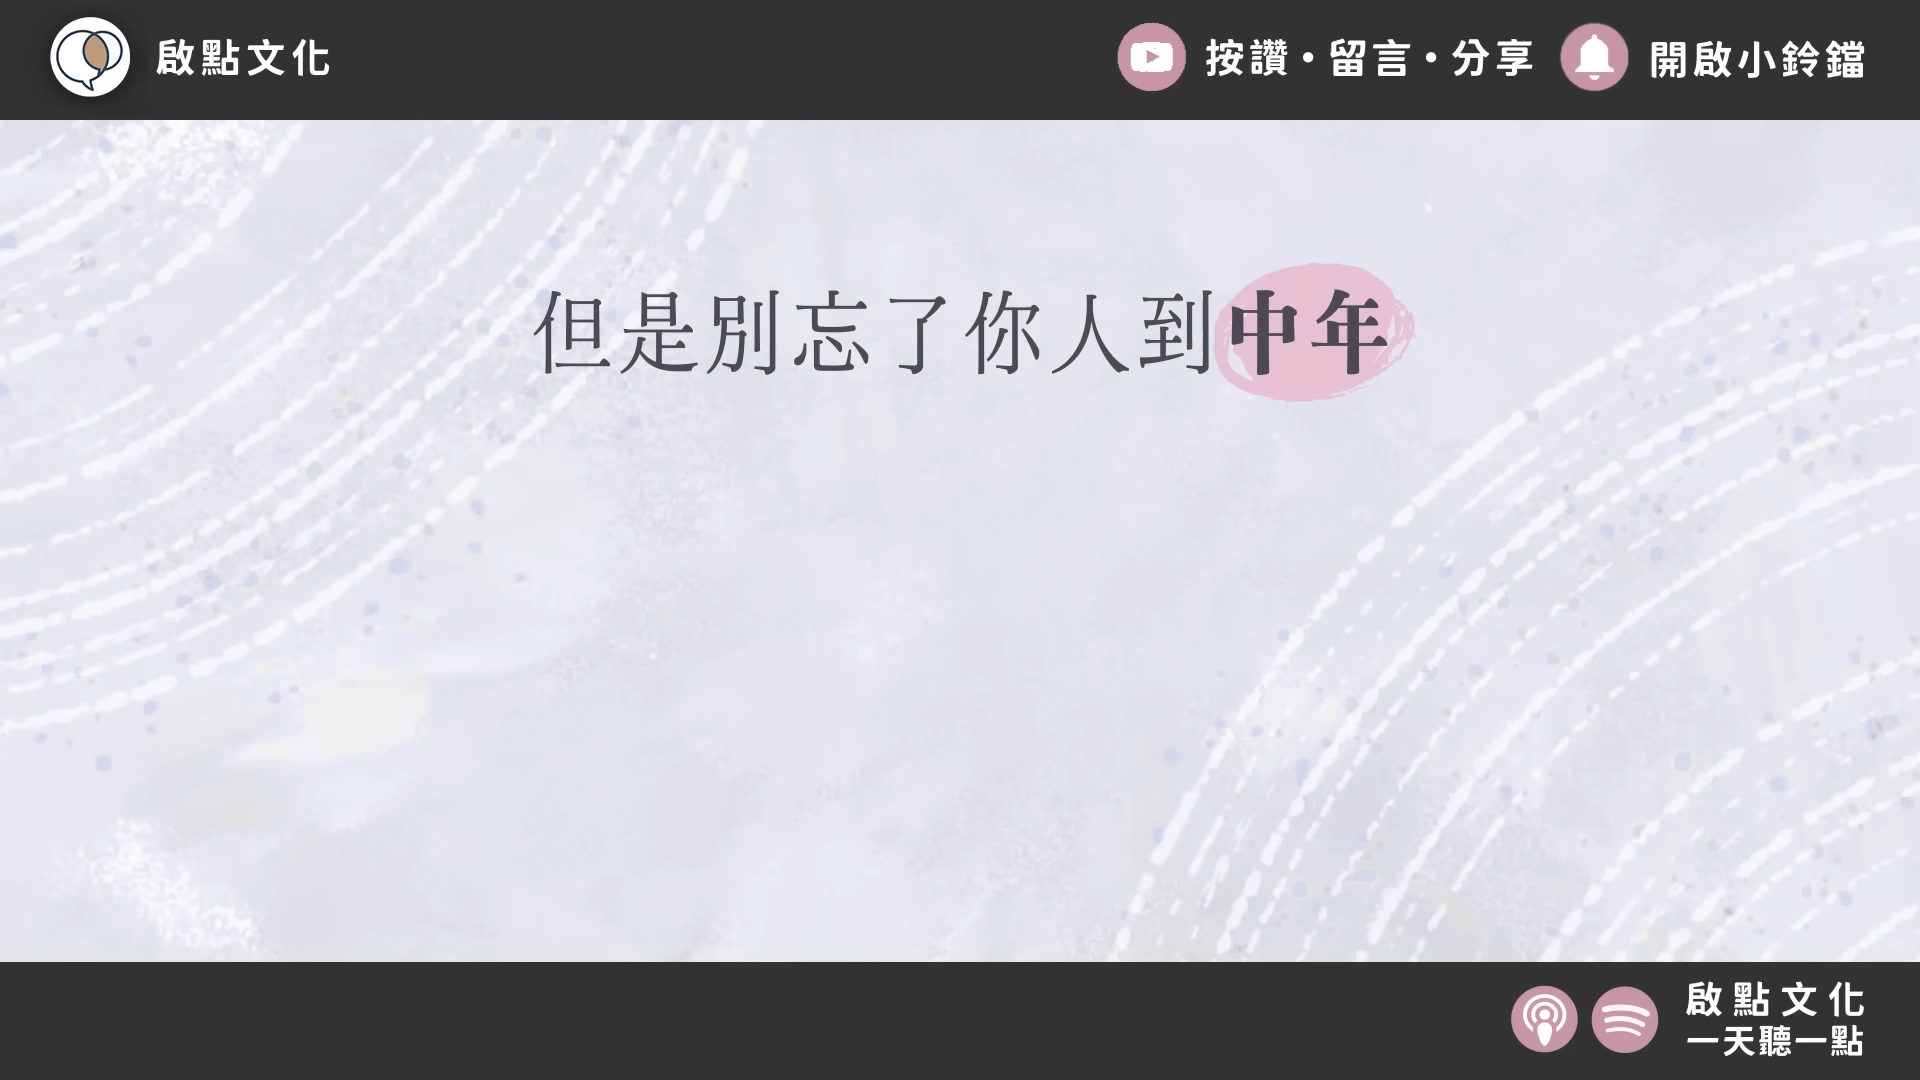 啟點文化
按讚•留言•分享
開啟小鈴鐺
但是別忘了你人到中年
啟點文化
一天聽一點